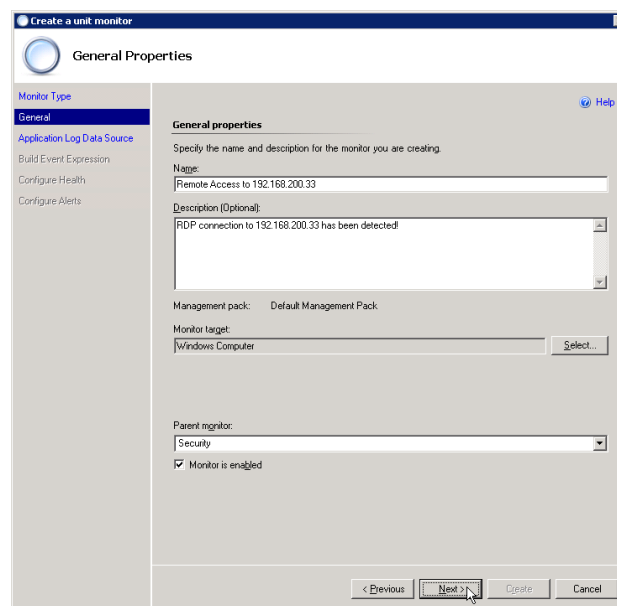 Create a unit monitor
General Properties
Monitor Type
General
Application Log Data Source
Build Event Expression
Configure Health
Configure Alerts
Help
General properties
Specify the name and description for the monitor you are creating.
Name:
Remote Access to 192.168.200.33
Description (Optional):
RDP connection to 192.168.200.33 has been detected!
Management pack: Default Management Pack
Monitor target:
Windows Computer
Select...
Parent monitor:
Security
Monitor is enabled
< Previous Next > Create Cancel